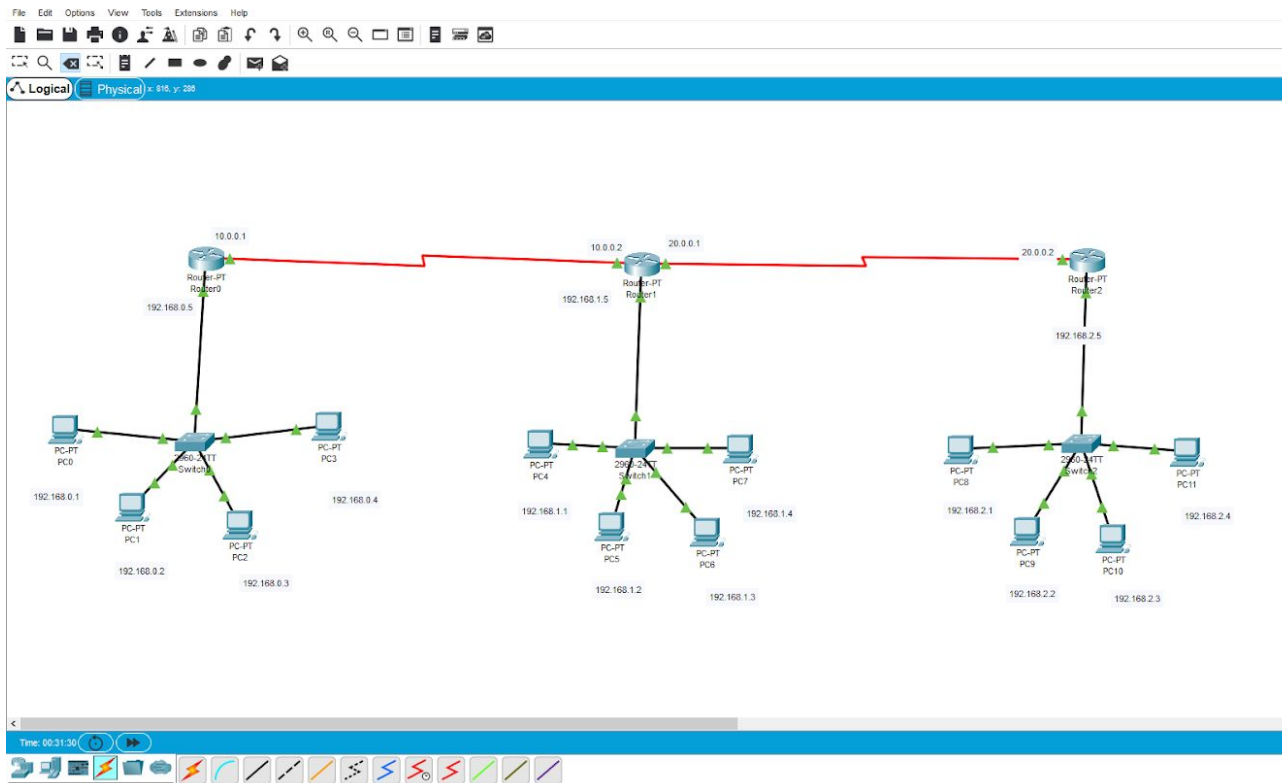 File Edit Options View Tools Extensions Help
Logical Physical x: 816, y: 286
10.0.0.1
10.0.0.2
20.0.0.1
20.0.0.2
Router-PT
Router0
Router-PT
Router1
Router-PT
Router2
192.168.0.5
192.168.1.5
192.168.2.5
PC-PT
PC0
2960-24TT
Switch0
PC-PT
PC3
192.168.0.1
192.168.0.4
PC-PT
PC1
PC-PT
PC2
192.168.0.2
192.168.0.3
PC-PT
PC4
2960-24TT
Switch1
PC-PT
PC7
192.168.1.1
192.168.1.4
PC-PT
PC5
PC-PT
PC6
192.168.1.2
192.168.1.3
PC-PT
PC8
2960-24TT
Switch2
PC-PT
PC11
192.168.2.1
192.168.2.4
PC-PT
PC9
PC-PT
PC10
192.168.2.2
192.168.2.3
Time: 00:31:30